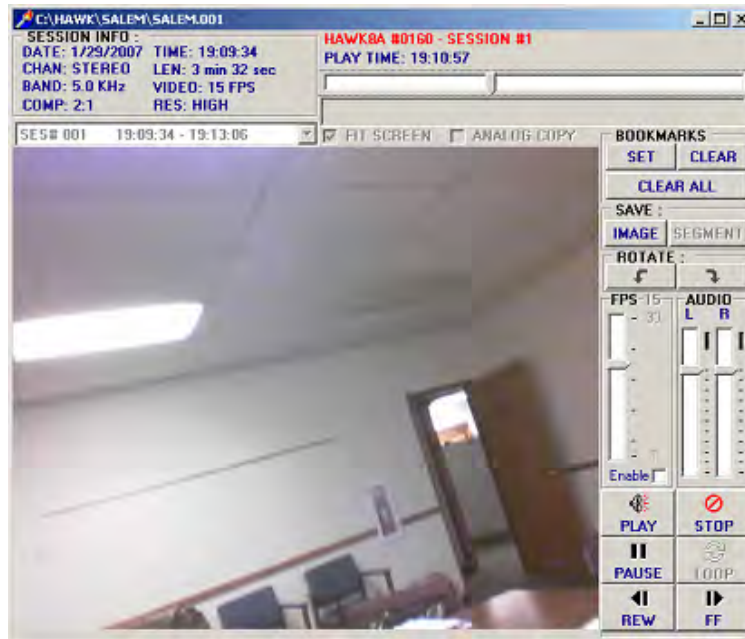 C:\HAWK\SALEM\SALEM.001
SESSION INFO :
DATE: 1/29/2007 TIME: 19:09:34
CHAN: STEREO LEN: 3 min 32 sec
BAND: 5.0 KHz VIDEO: 15 FPS
COMP: 2:1 RES: HIGH
HAWK8A #0160 - SESSION #1
PLAY TIME: 19:10:57
SES# 001 19:09:34 - 19:13:06
FIT SCREEN ANALOG COPY
BOOKMARKS
SET CLEAR
CLEAR ALL
SAVE :
IMAGE SEGMENT
ROTATE :
FPS 15 AUDIO
L R
Enable
PLAY STOP
PAUSE LOOP
REW FF